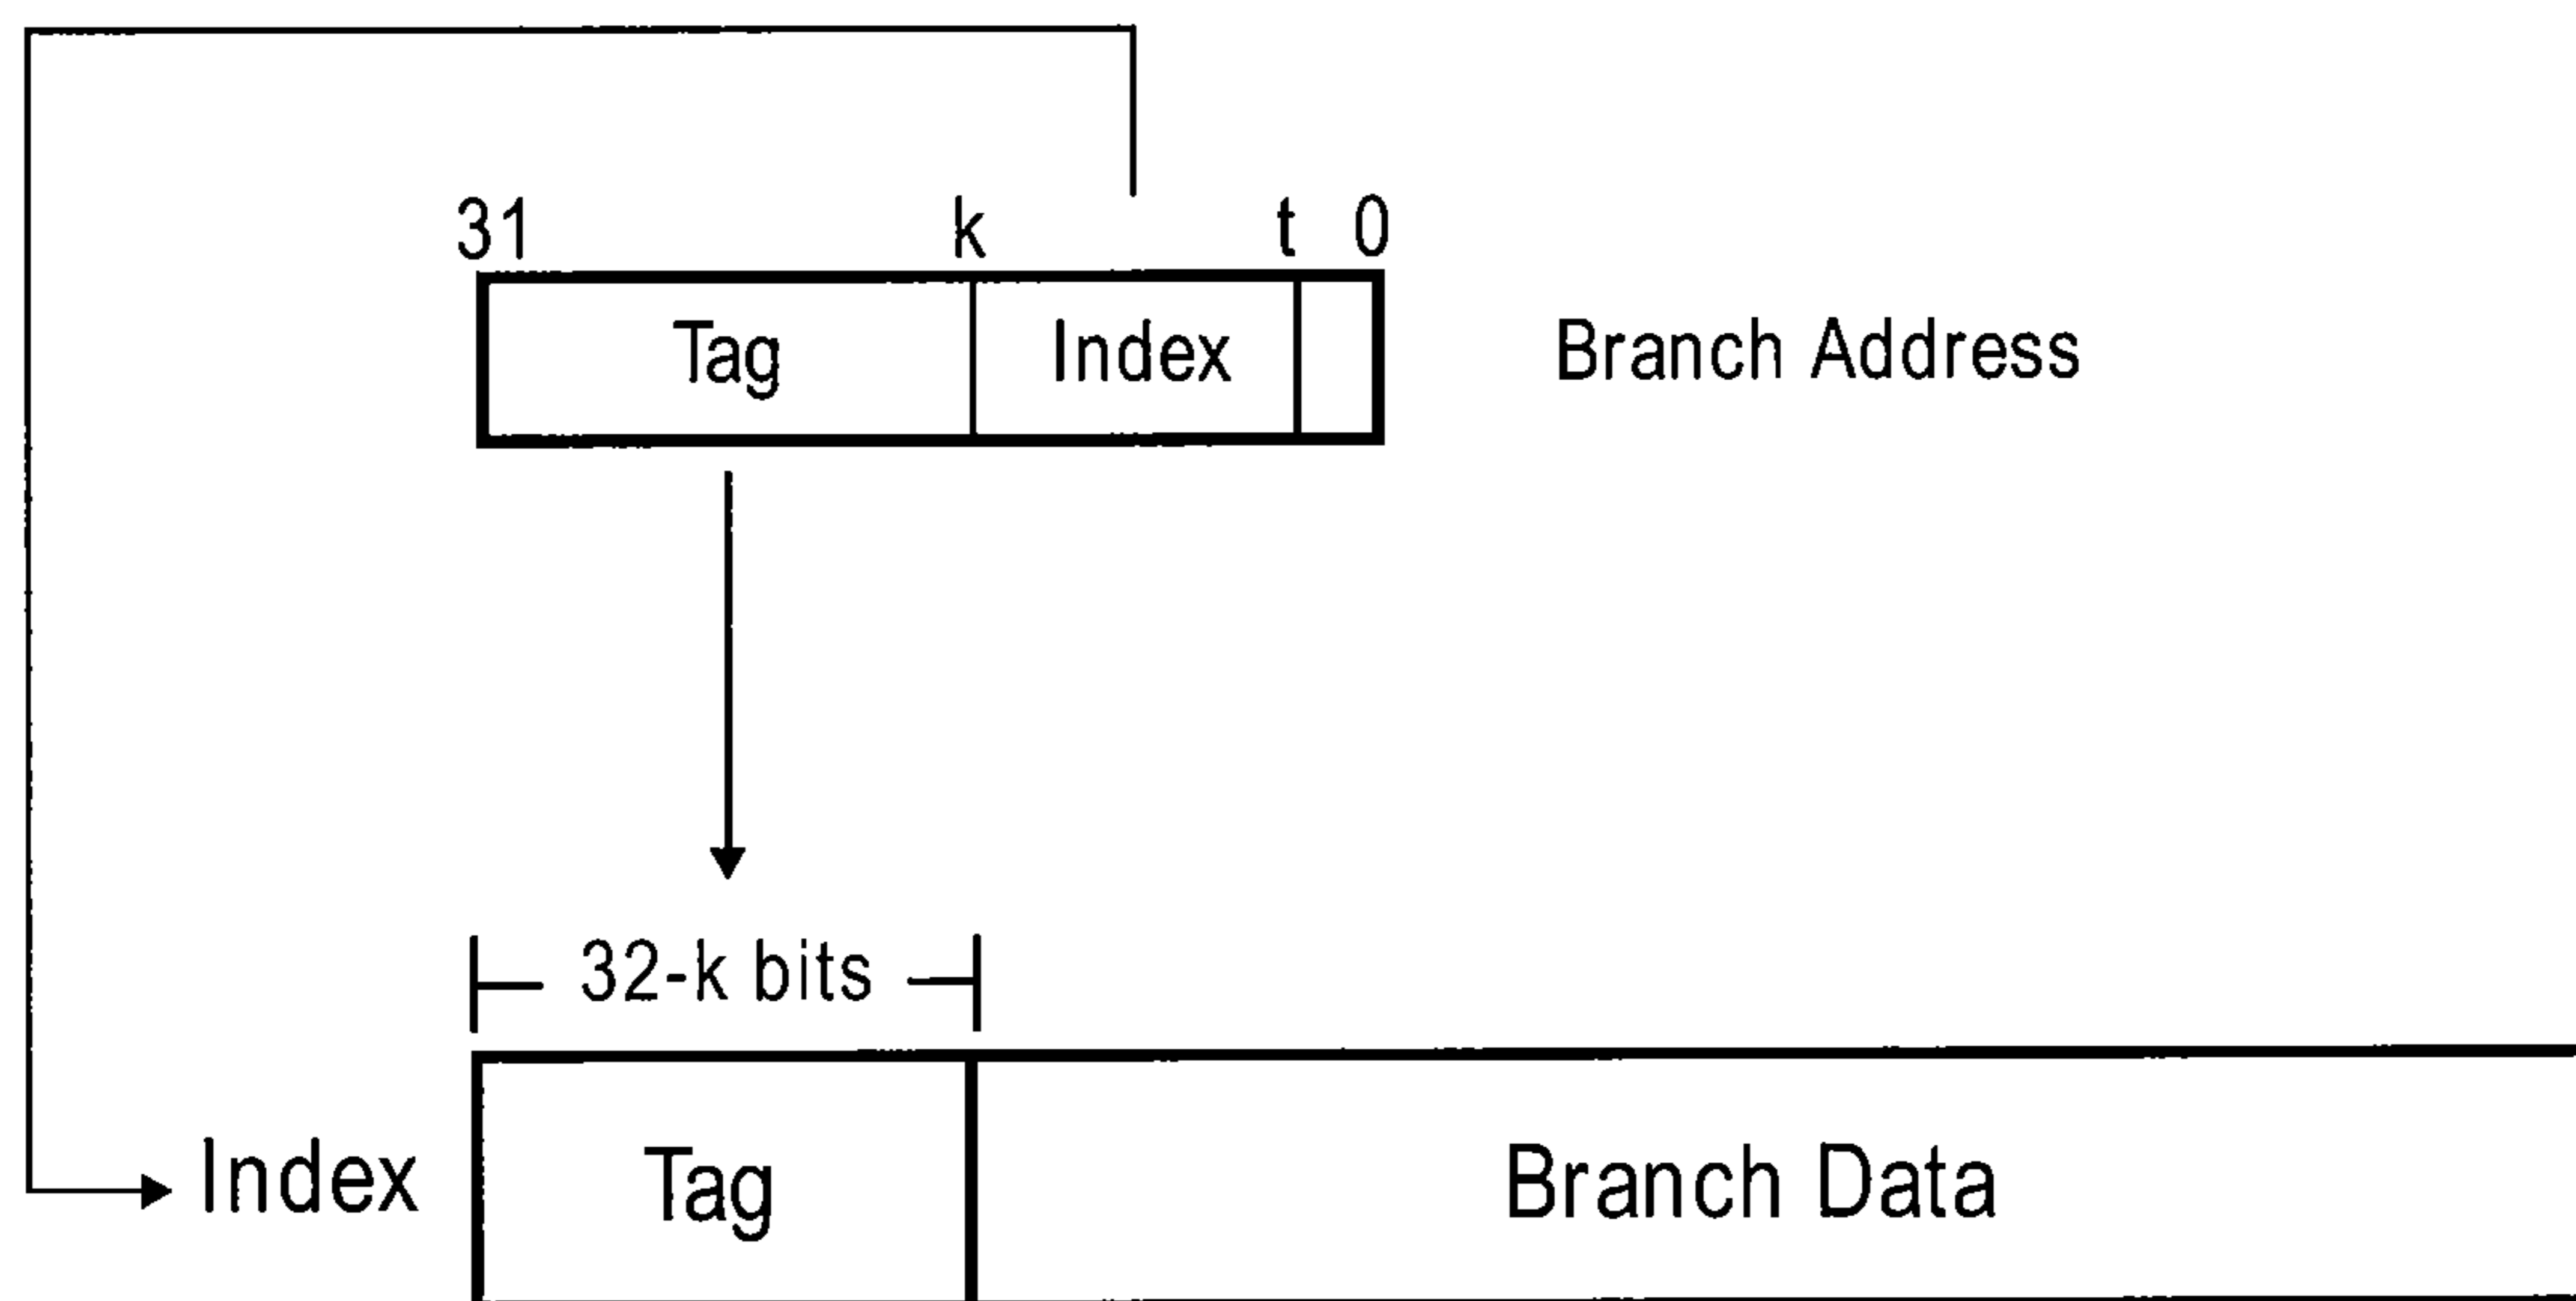 31 k t 0
Tag Index Branch Address
32-k bits
Index Tag Branch Data